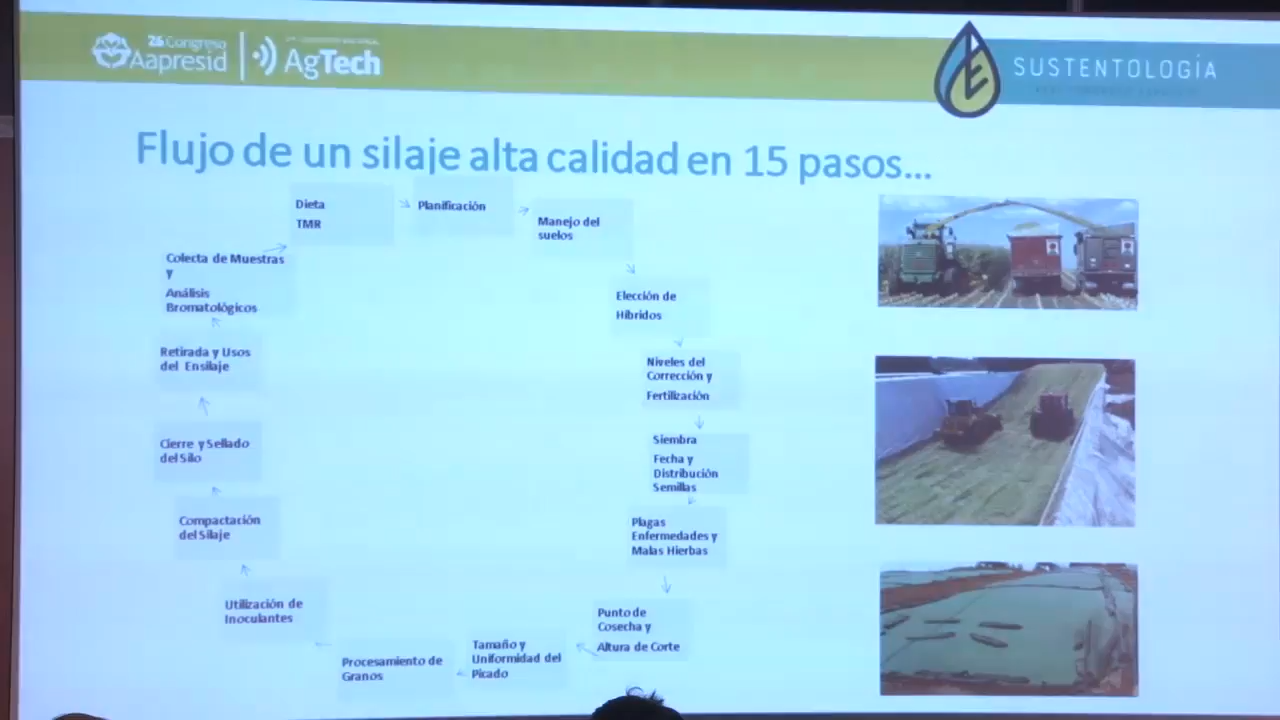 26 Congreso
Aapresid
AgTech
SUSTENTOLOGÍA
Flujo de un silaje alta calidad en 15 pasos...
Dieta
TMR
Planificación
Manejo del
suelos
Elección de
Híbridos
Niveles del
Corrección y
Fertilización
Siembra
Fecha y
Distribución
Semillas
Plagas
Enfermedades y
Malas Hierbas
Punto de
Cosecha y
Altura de Corte
Tamaño y
Uniformidad del
Picado
Procesamiento de
Granos
Utilización de
Inoculantes
Compactación
del Silaje
Cierre y Sellado
del Silo
Retirada y Usos
del Ensilaje
Colecta de Muestras
y
Análisis
Bromatológicos